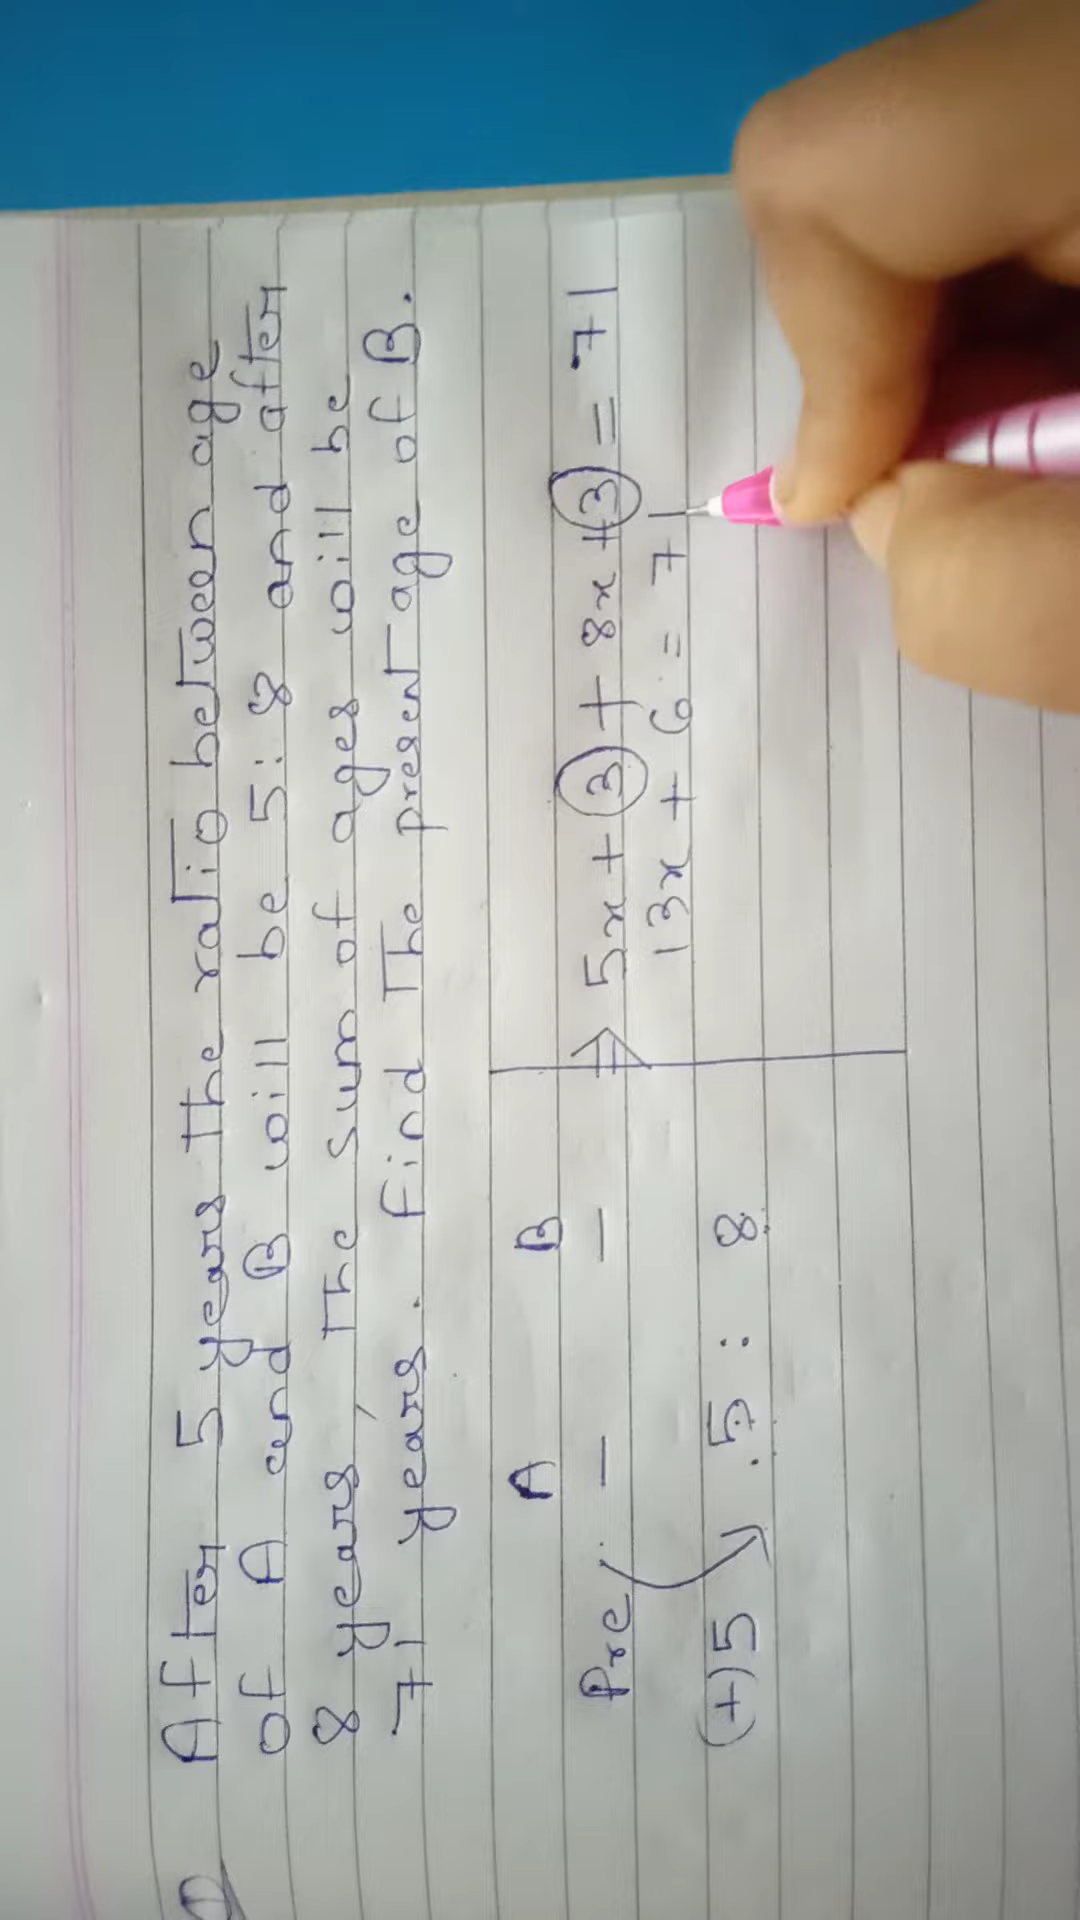 After 5 years the ratio between age
of A and B will be 5:8 and after
8 years, the sum of ages will be
71 years. Find the present age of B.
A B
Pre - - ⇒ 5x + 3 + 8x + 3 = 71
13x + 6 = 71
(+)5 5 : 8